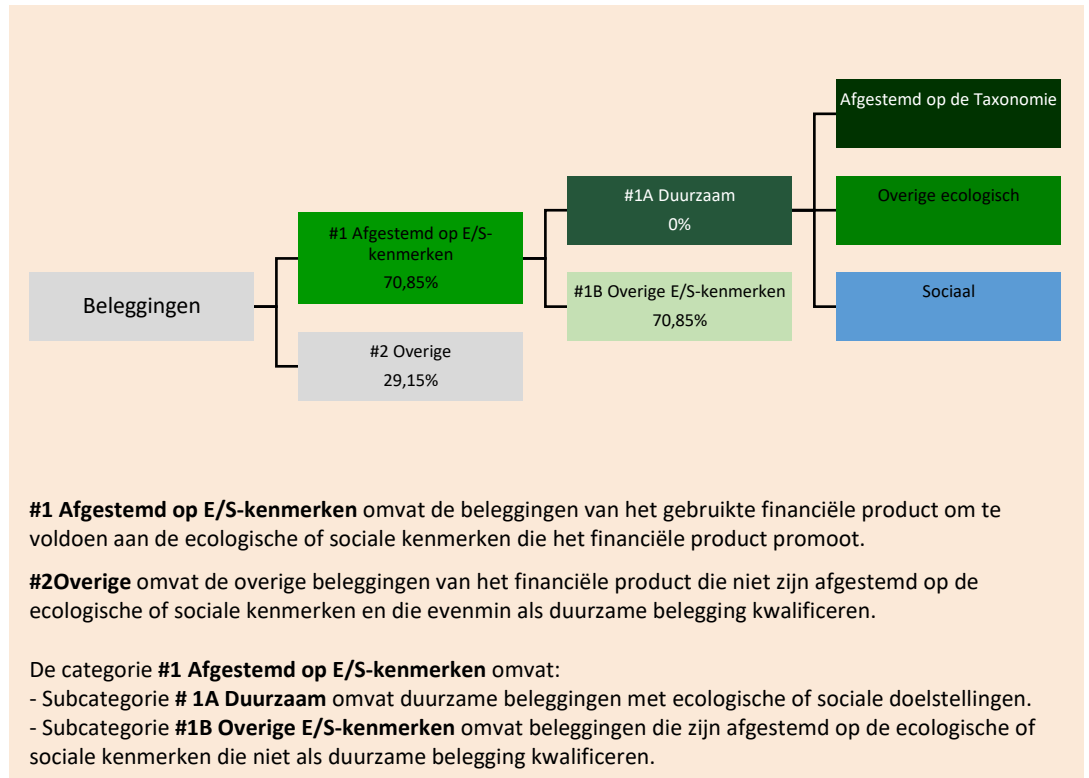 Beleggingen
#1 Afgestemd op E/S-
kenmerken
70,85%
#2 Overige
29,15%
#1A Duurzaam
0%
#1B Overige E/S-kenmerken
70,85%
Afgestemd op de Taxonomie
Overige ecologisch
Sociaal
#1 Afgestemd op E/S-kenmerken omvat de beleggingen van het gebruikte financiële product om te
voldoen aan de ecologische of sociale kenmerken die het financiële product promoot.
#2Overige omvat de overige beleggingen van het financiële product die niet zijn afgestemd op de
ecologische of sociale kenmerken en die evenmin als duurzame belegging kwalificeren.
De categorie #1 Afgestemd op E/S-kenmerken omvat:
- Subcategorie # 1A Duurzaam omvat duurzame beleggingen met ecologische of sociale doelstellingen.
- Subcategorie #1B Overige E/S-kenmerken omvat beleggingen die zijn afgestemd op de ecologische of
sociale kenmerken die niet als duurzame belegging kwalificeren.